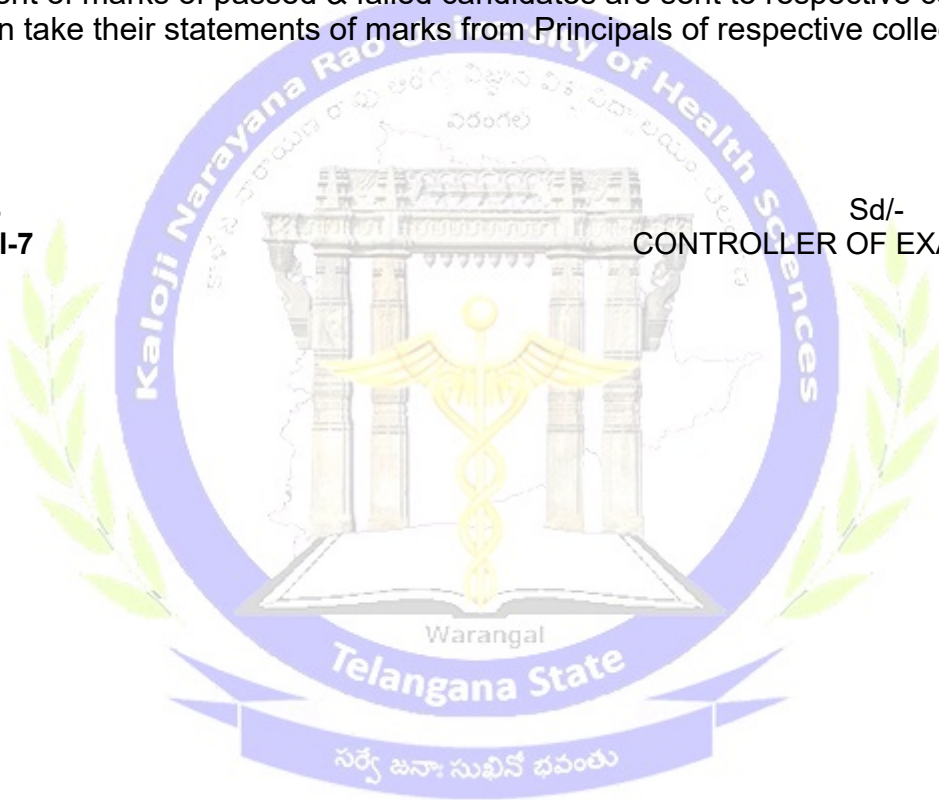 ent of marks of passed & failed candidates are sent to respective co
n take their statements of marks from Principals of respective colle
Kaloji Narayana Rao University of Health Sciences
వరంగల్
Sd/-
I-7
CONTROLLER OF EXA
Warangal
Telangana State
సర్వే జనాః సుఖినో భవంతు